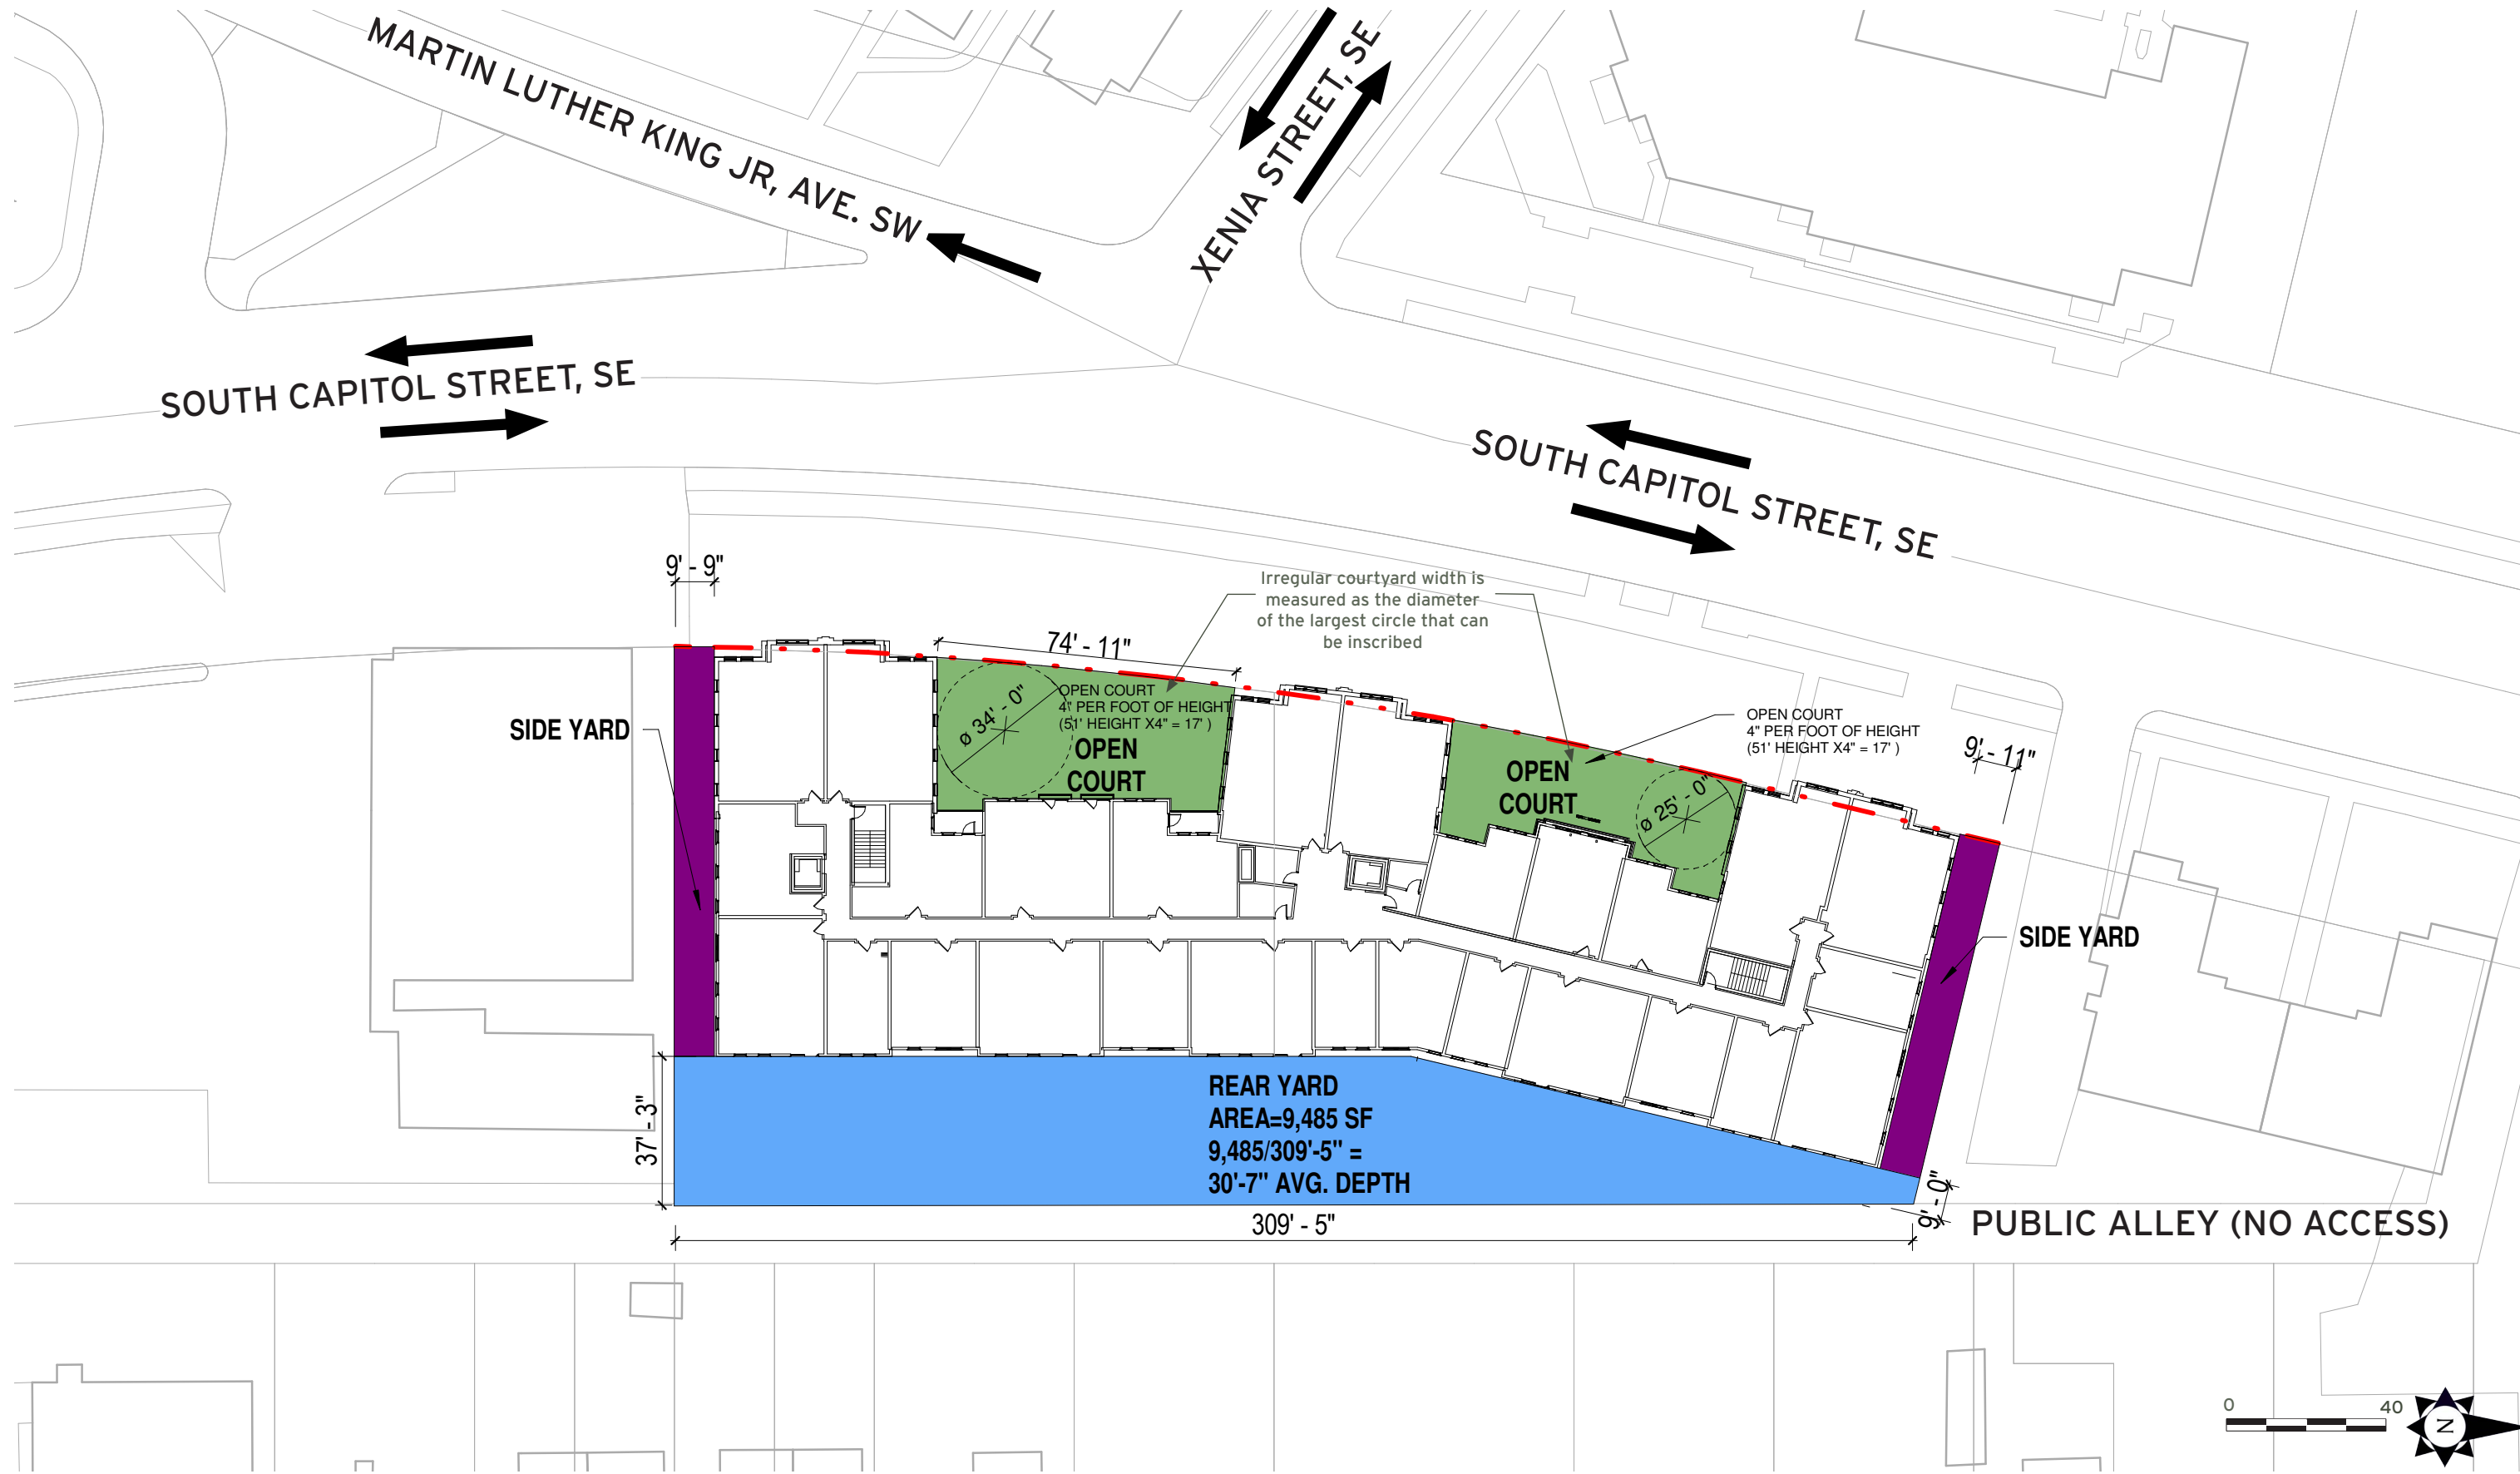 MARTIN LUTHER KING JR, AVE. SW
XENIA STREET, SE
SOUTH CAPITOL STREET, SE
SOUTH CAPITOL STREET, SE
9' - 9"
Irregular courtyard width is
measured as the diameter
of the largest circle that can
be inscribed
74' - 11"
SIDE YARD
ø 34' - 0"
OPEN COURT
4" PER FOOT OF HEIGHT
(51' HEIGHT X4" = 17' )
OPEN
COURT
OPEN COURT
4" PER FOOT OF HEIGHT
(51' HEIGHT X4" = 17' )
9' - 11"
OPEN
COURT
ø 25' - 0"
SIDE YARD
37' - 3"
REAR YARD
AREA=9,485 SF
9,485/309'-5" =
30'-7" AVG. DEPTH
9' - 0"
309' - 5"
PUBLIC ALLEY (NO ACCESS)
0 40
N